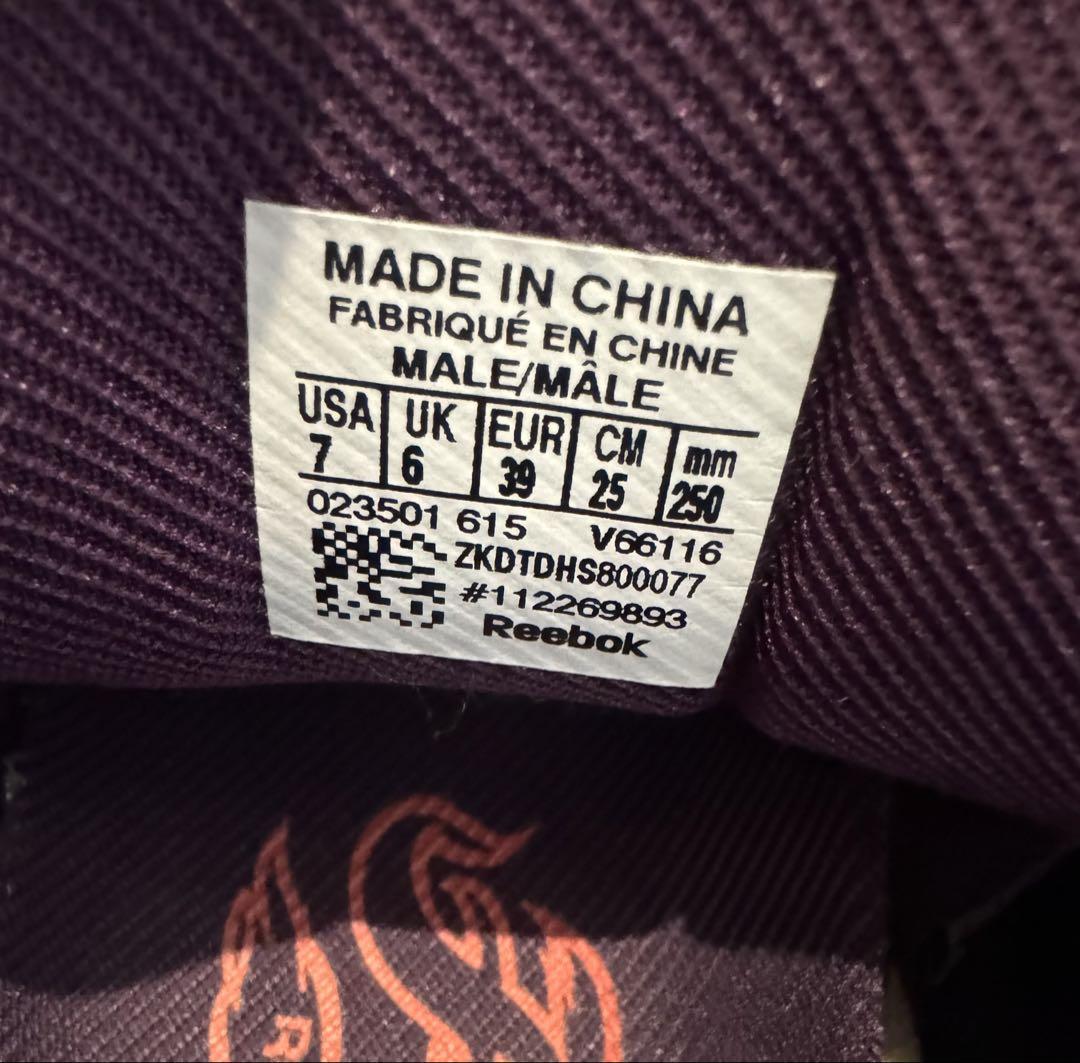 MADE IN CHINA
FABRIQUÉ EN CHINE
MALE/MÂLE
USA UK EUR CM mm
7 6 39 25 250
023501 615 V66116
ZKDTDHS800077
#112269893
Reebok
R